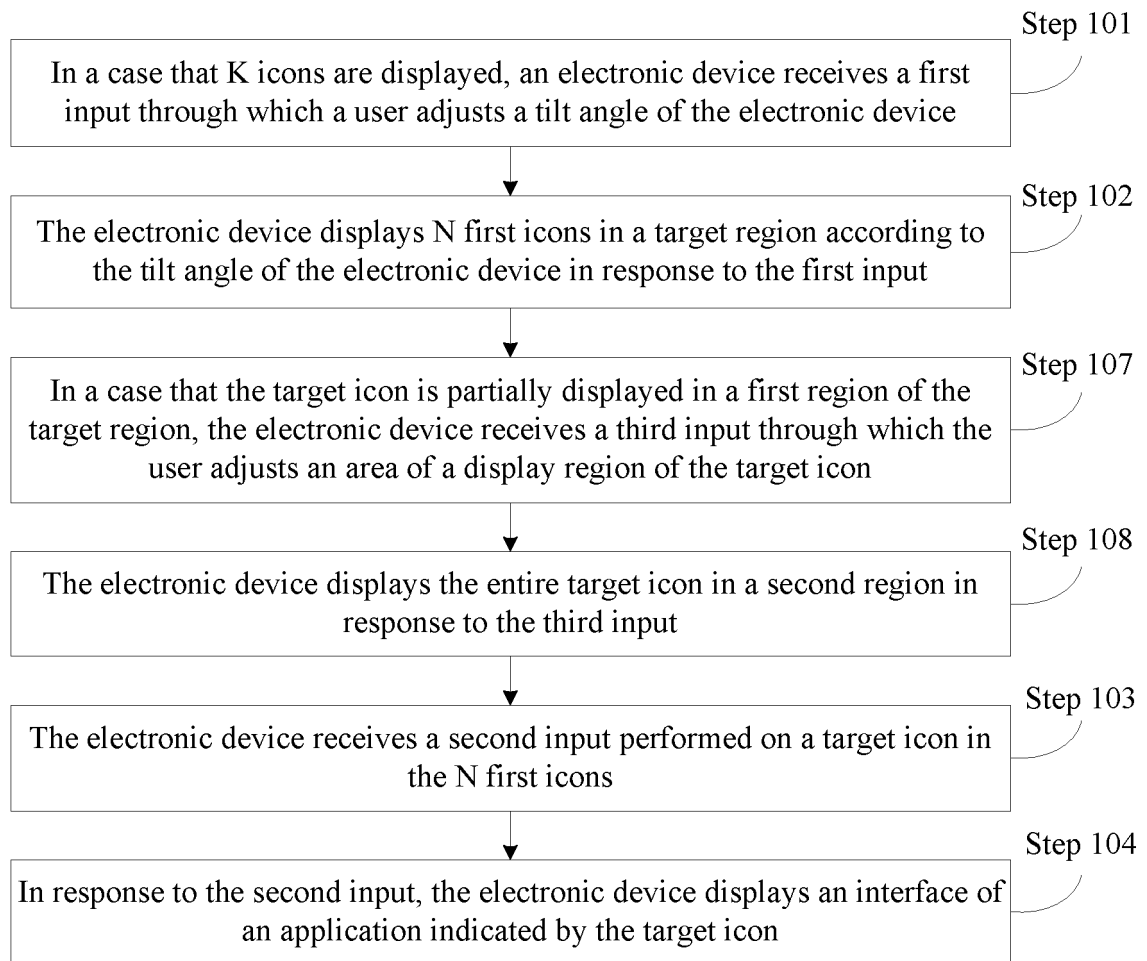 Step 101
In a case that K icons are displayed, an electronic device receives a first
input through which a user adjusts a tilt angle of the electronic device
Step 102
The electronic device displays N first icons in a target region according to
the tilt angle of the electronic device in response to the first input
Step 107
In a case that the target icon is partially displayed in a first region of the
target region, the electronic device receives a third input through which the
user adjusts an area of a display region of the target icon
Step 108
The electronic device displays the entire target icon in a second region in
response to the third input
Step 103
The electronic device receives a second input performed on a target icon in
the N first icons
Step 104
In response to the second input, the electronic device displays an interface of
an application indicated by the target icon